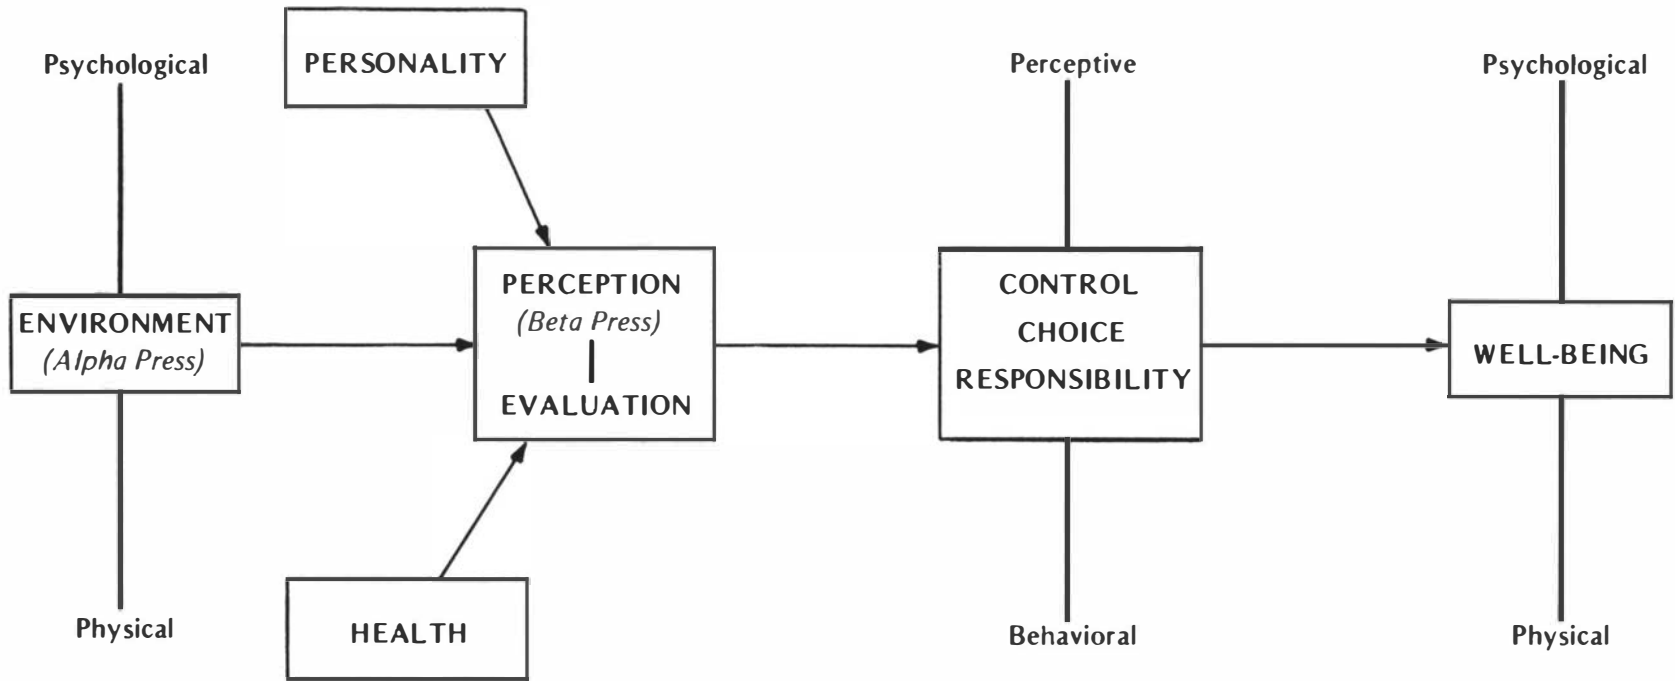 Psychological
PERSONALITY
Perceptive
Psychological
ENVIRONMENT
(Alpha Press)
PERCEPTION
(Beta Press)
EVALUATION
CONTROL
CHOICE
RESPONSIBILITY
WELL-BEING
Physical
HEALTH
Behavioral
Physical